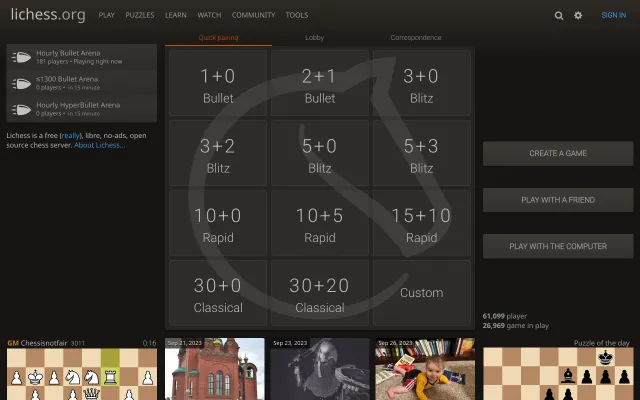 lichess.org PLAY PUZZLES LEARN WATCH COMMUNITY TOOLS SIGN IN
Quick pairing Lobby Correspondence
Hourly Bullet Arena
181 players • Playing right now
≤1300 Bullet Arena
0 players • in 15 minute
Hourly HyperBullet Arena
0 players • in 15 minute
Lichess is a free (really), libre, no-ads, open
source chess server. About Lichess...
1+0
Bullet
2+1
Bullet
3+0
Blitz
3+2
Blitz
5+0
Blitz
5+3
Blitz
10+0
Rapid
10+5
Rapid
15+10
Rapid
30+0
Classical
30+20
Classical
Custom
CREATE A GAME
PLAY WITH A FRIEND
PLAY WITH THE COMPUTER
61,099 player
26,969 game in play
GM Chessisnotfair 3011 0:16
Sep 21, 2023
Sep 23, 2023
Sep 26, 2023
Puzzle of the day